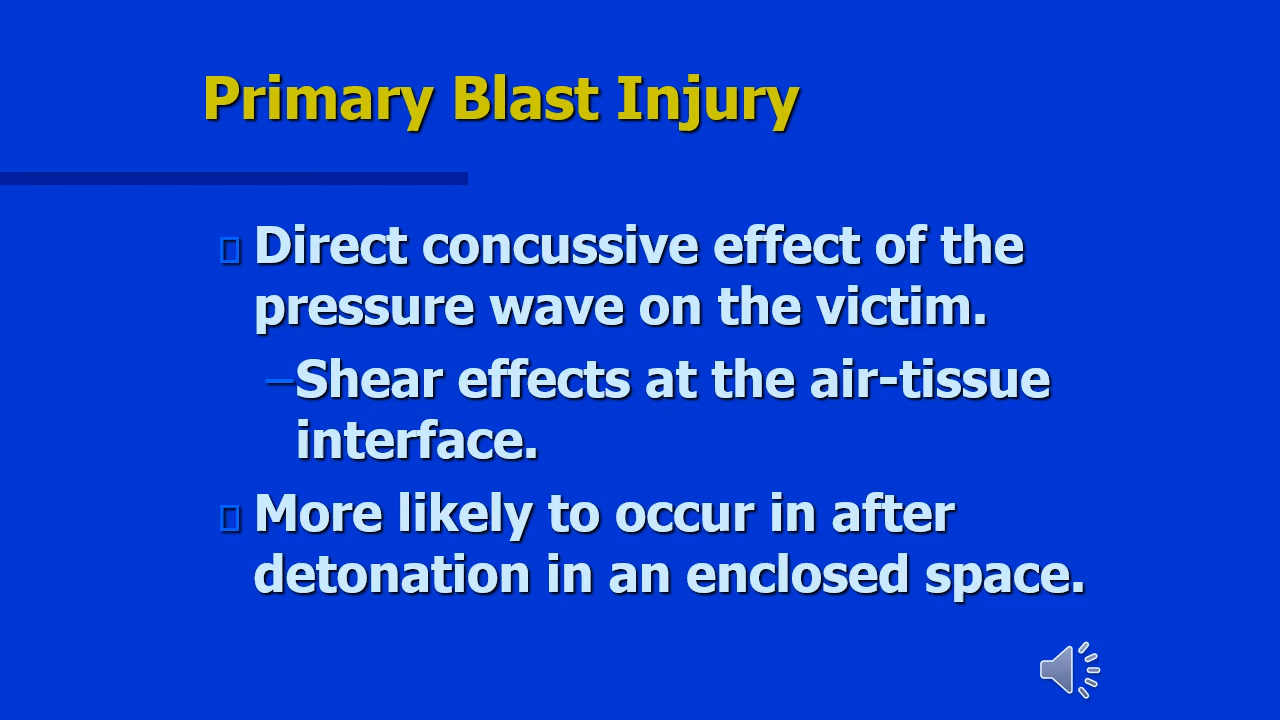 Primary Blast Injury
Direct concussive effect of the
pressure wave on the victim.
–Shear effects at the air-tissue
interface.
More likely to occur in after
detonation in an enclosed space.